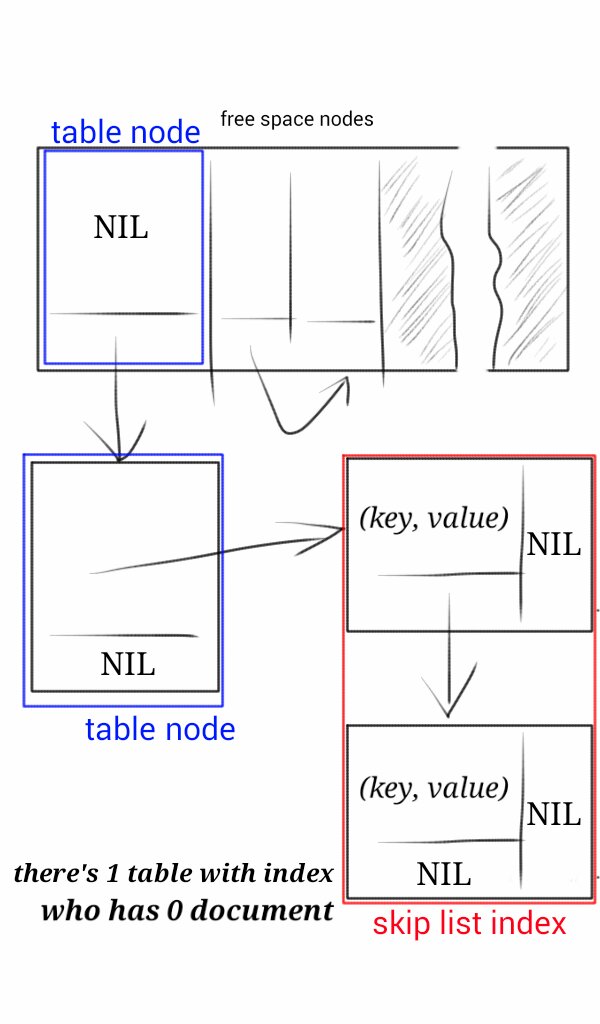 free space nodes
table node
NIL
(key, value)
NIL
NIL
table node
(key, value)
NIL
NIL
there's 1 table with index
who has 0 document
skip list index